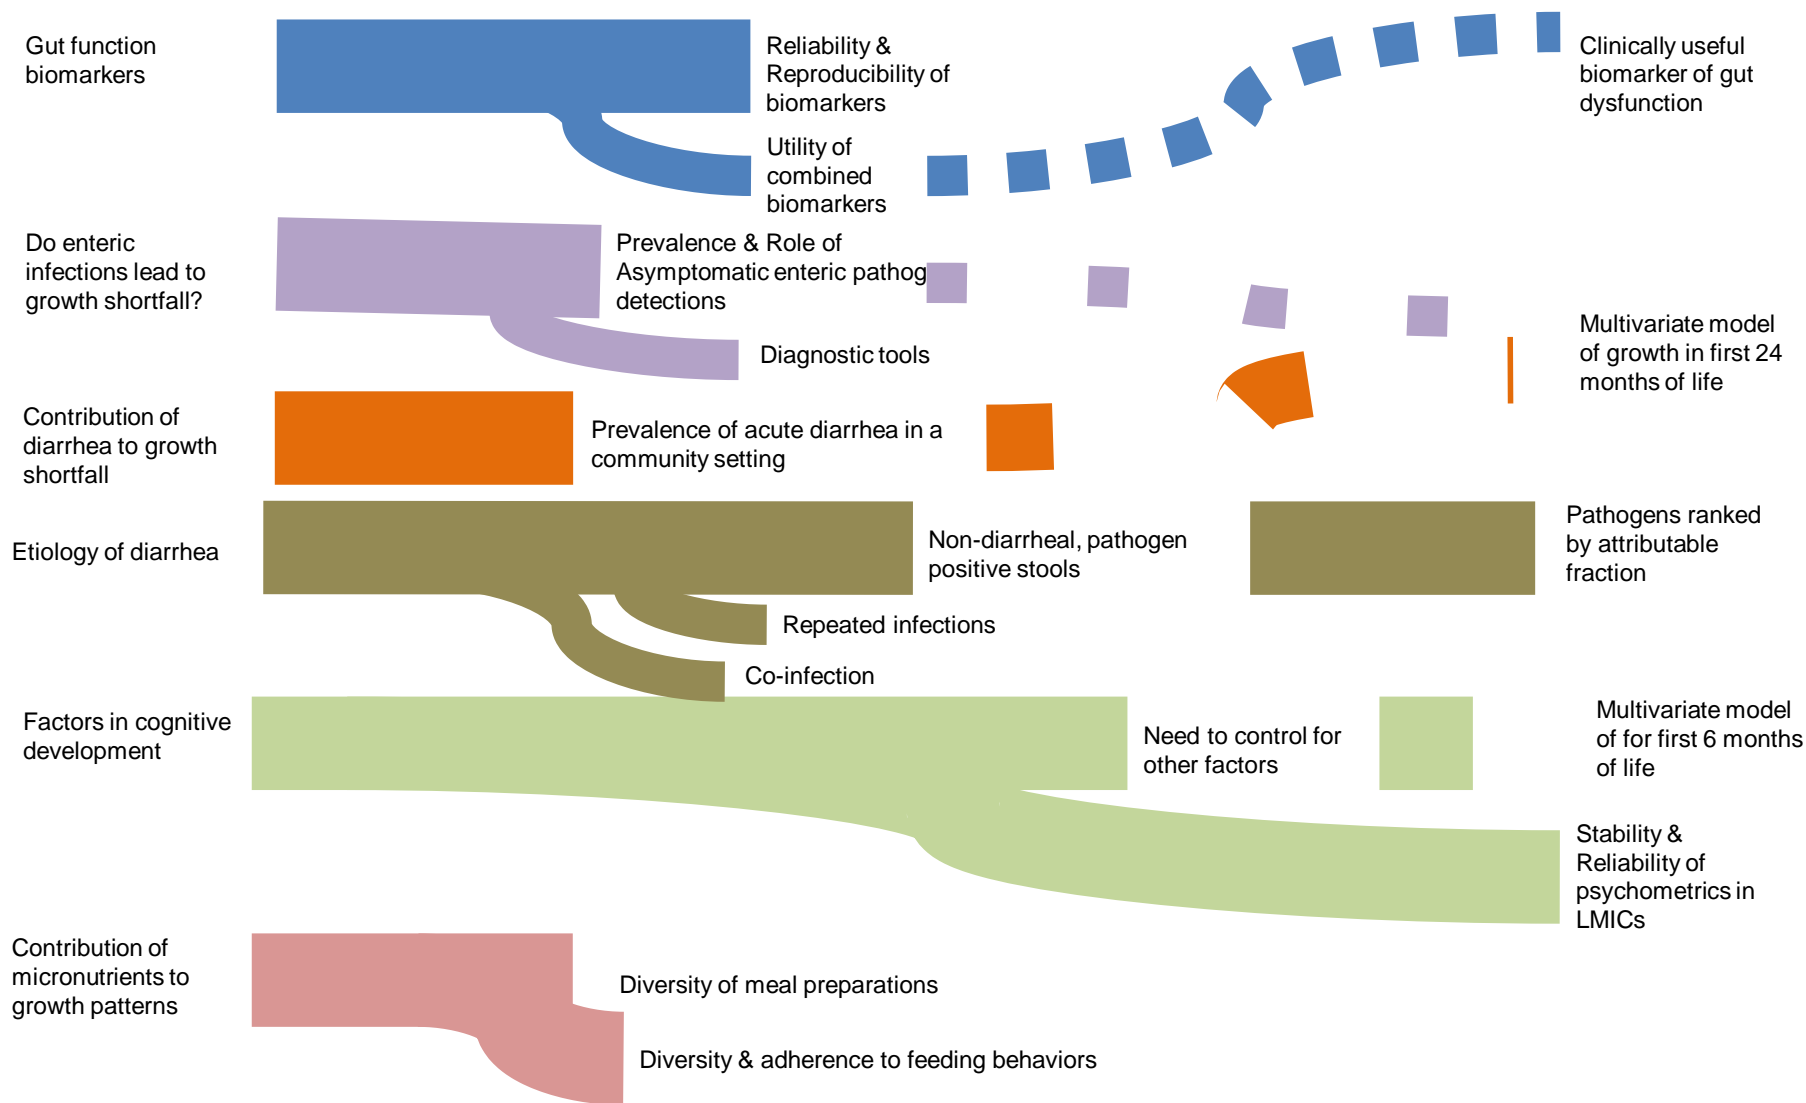 Gut function
biomarkers
Reliability &
Reproducibility of
biomarkers
Clinically useful
biomarker of gut
dysfunction
Utility of
combined
biomarkers
Do enteric
infections lead to
growth shortfall?
Prevalence & Role of
Asymptomatic enteric pathog
detections
Diagnostic tools
Multivariate model
of growth in first 24
months of life
Contribution of
diarrhea to growth
shortfall
Prevalence of acute diarrhea in a
community setting
Etiology of diarrhea
Non-diarrheal, pathogen
positive stools
Pathogens ranked
by attributable
fraction
Repeated infections
Co-infection
Factors in cognitive
development
Need to control for
other factors
Multivariate model
of for first 6 months
of life
Stability &
Reliability of
psychometrics in
LMICs
Contribution of
micronutrients to
growth patterns
Diversity of meal preparations
Diversity & adherence to feeding behaviors